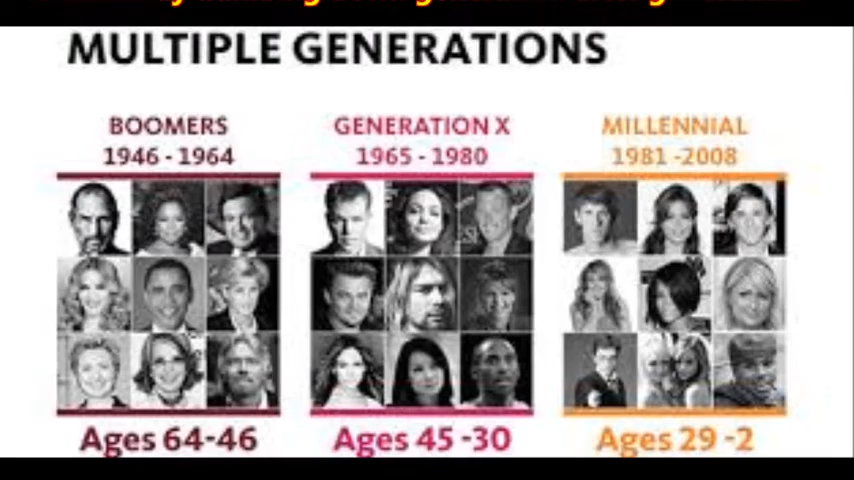 MULTIPLE GENERATIONS
BOOMERS
1946 - 1964
GENERATION X
1965 - 1980
MILLENNIAL
1981 -2008
Ages 64-46
Ages 45 -30
Ages 29 -2